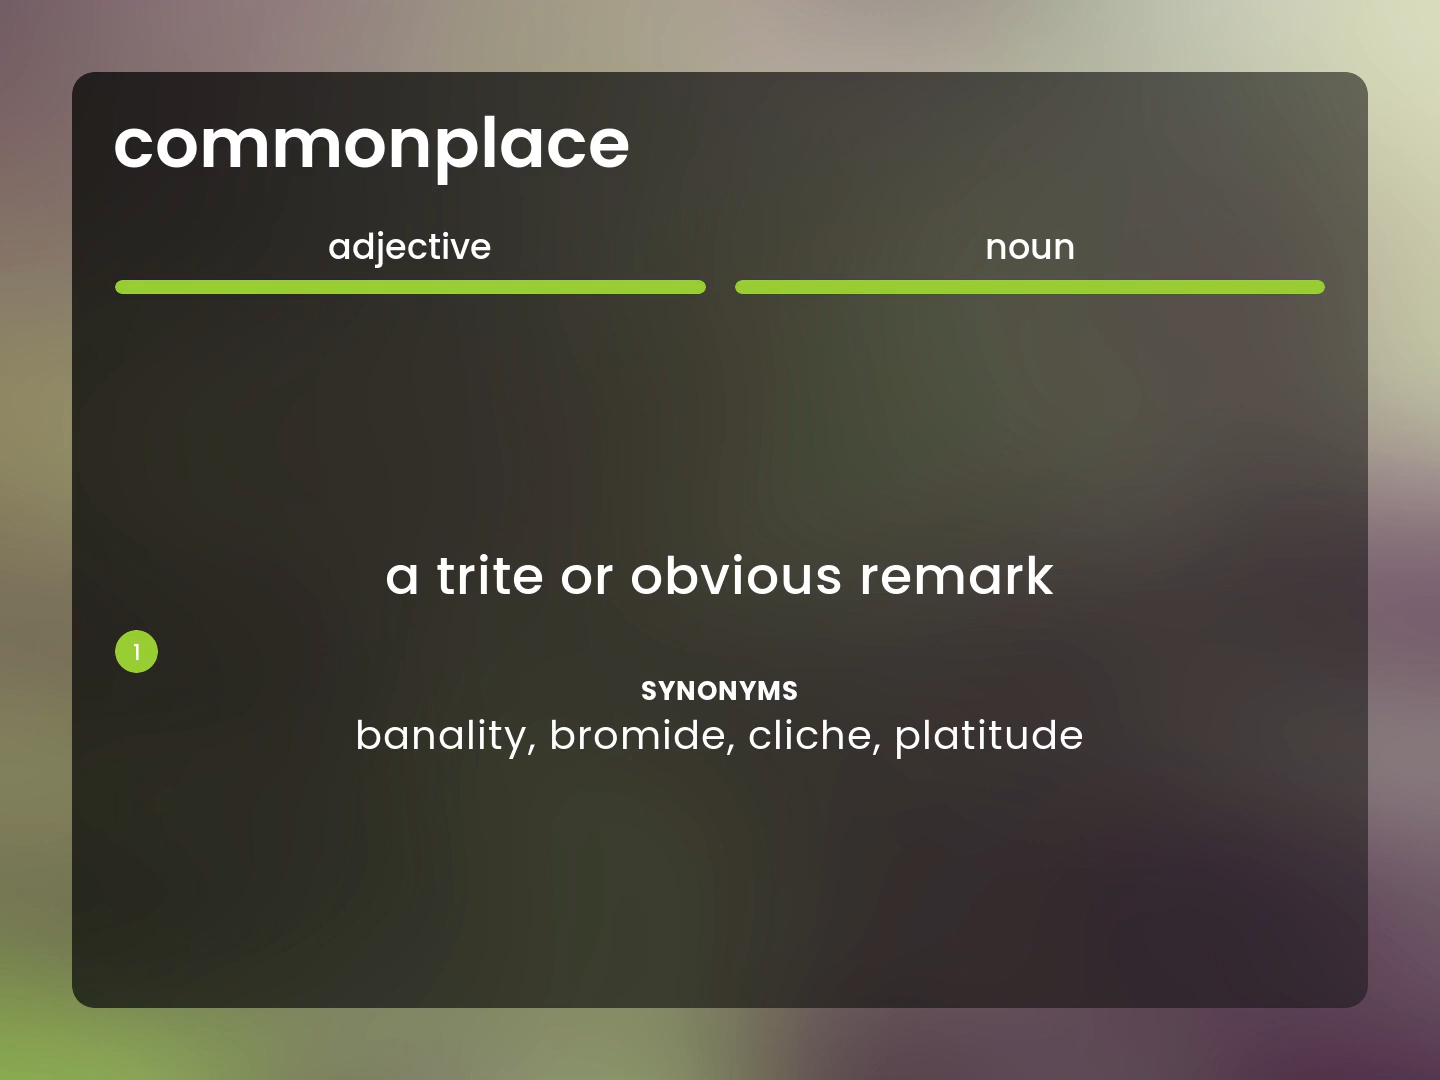 commonplace
adjective
noun
a trite or obvious remark
1
SYNONYMS
banality, bromide, cliche, platitude